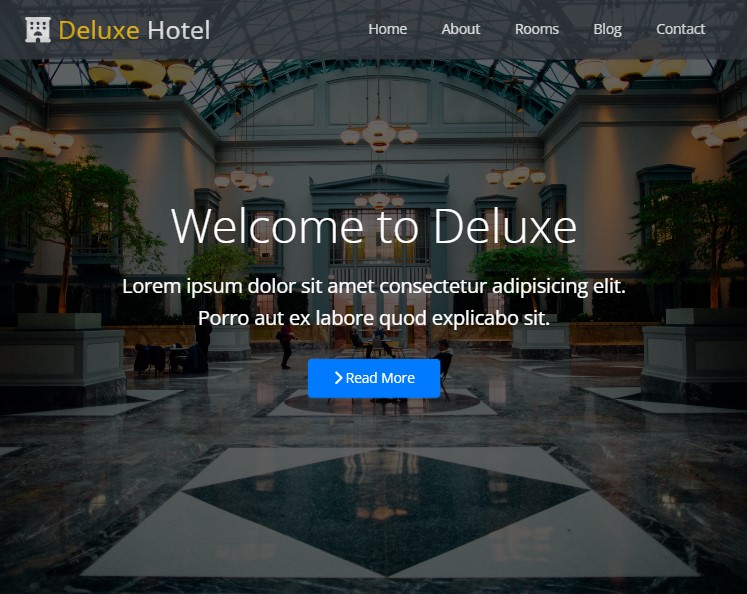 Deluxe Hotel
Home About Rooms Blog Contact
Welcome to Deluxe
Lorem ipsum dolor sit amet consectetur adipisicing elit.
Porro aut ex labore quod explicabo sit.
Read More